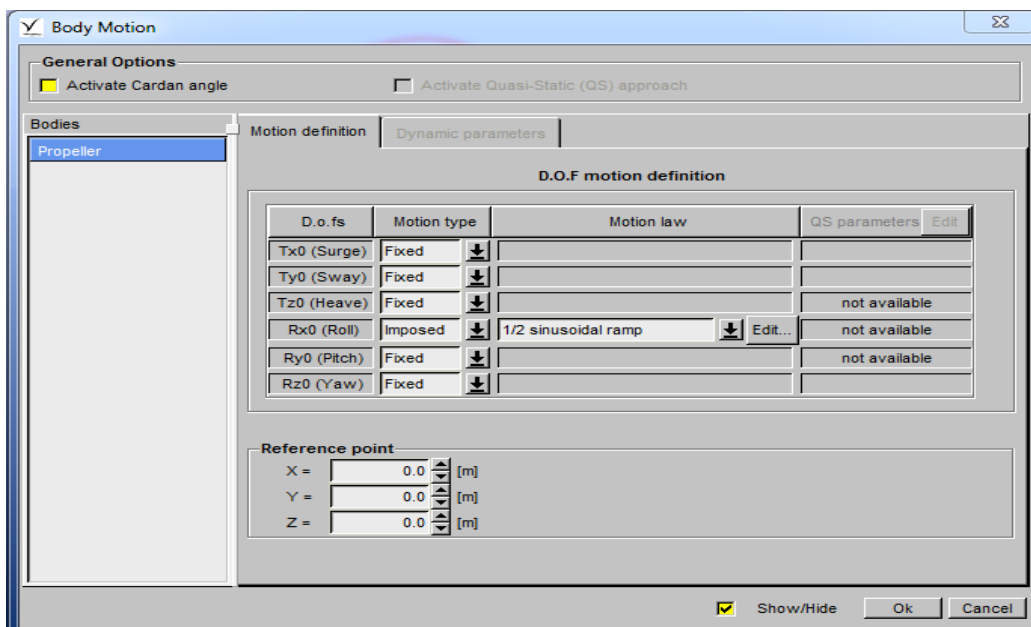 Body Motion
General Options
Activate Cardan angle Activate Quasi-Static (QS) approach
Bodies
Propeller
Motion definition Dynamic parameters
D.O.F motion definition
D.o.fs Motion type Motion law QS parameters Edit
Tx0 (Surge) Fixed
Ty0 (Sway) Fixed
Tz0 (Heave) Fixed not available
Rx0 (Roll) Imposed 1/2 sinusoidal ramp Edit... not available
Ry0 (Pitch) Fixed not available
Rz0 (Yaw) Fixed
Reference point
X = 0.0 [m]
Y = 0.0 [m]
Z = 0.0 [m]
Show/Hide Ok Cancel